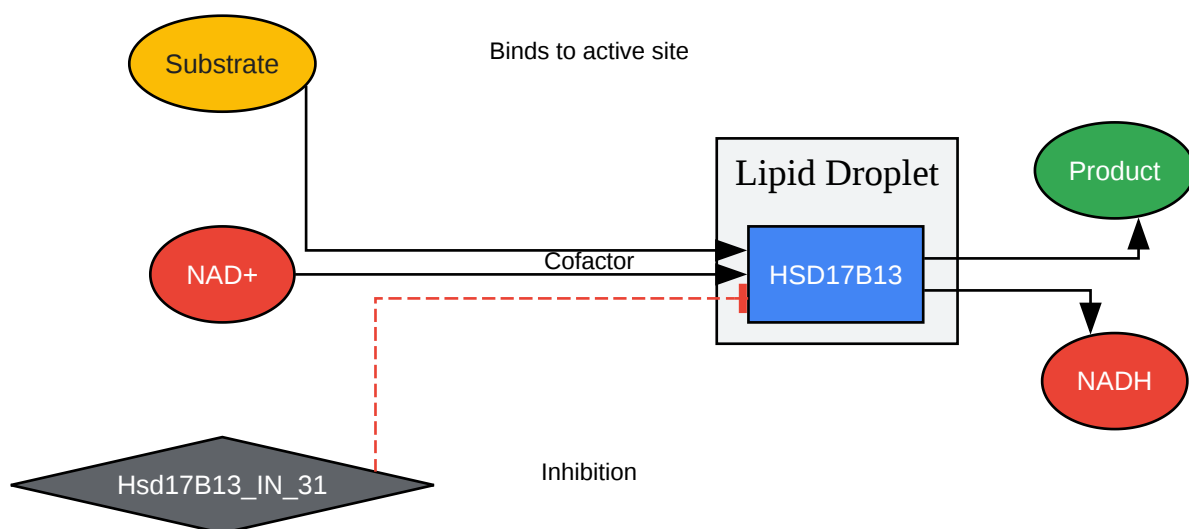 Substrate
Binds to active site
Lipid Droplet
Product
NAD+
Cofactor
HSD17B13
NADH
Hsd17B13_IN_31
Inhibition